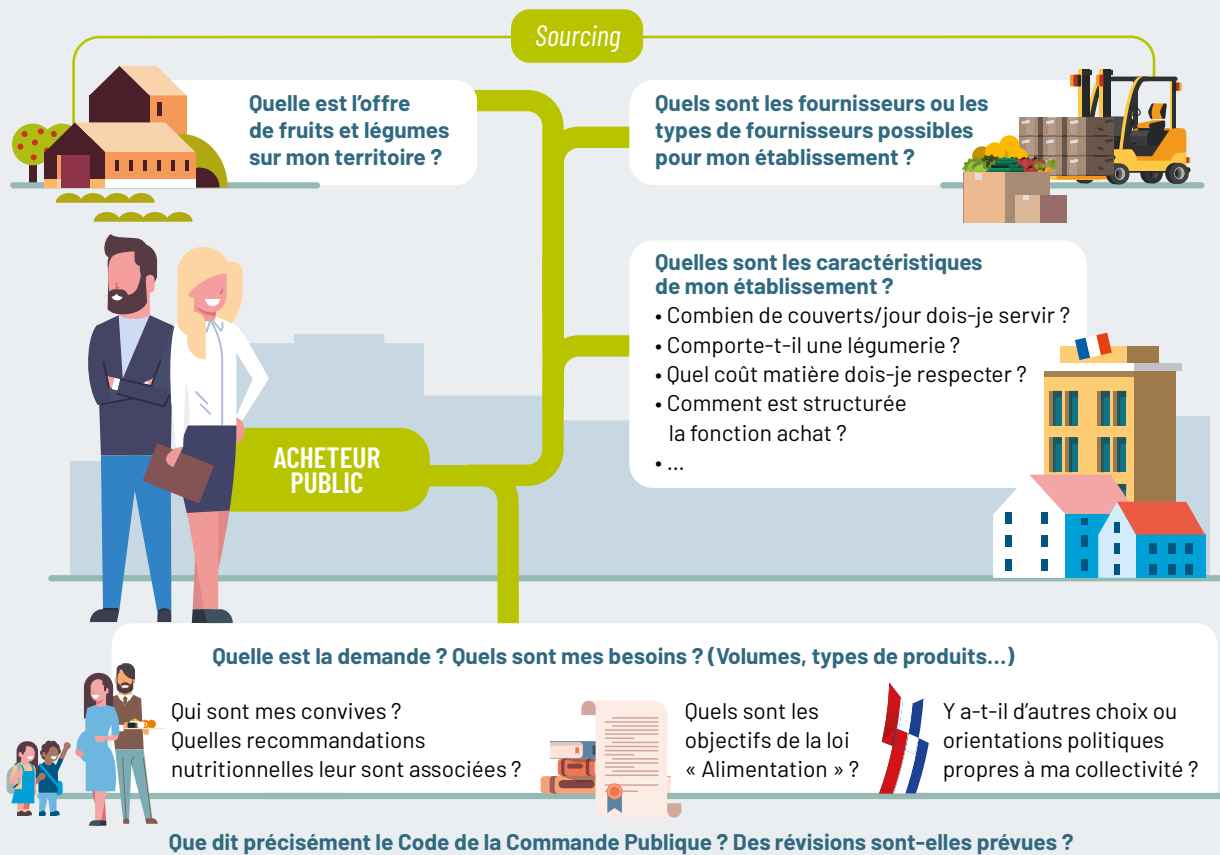 Sourcing
Quelle est l’offre
de fruits et légumes
sur mon territoire ?
Quels sont les fournisseurs ou les
types de fournisseurs possibles
pour mon établissement ?
Quelles sont les caractéristiques
de mon établissement ?
• Combien de couverts/jour dois-je servir ?
• Comporte-t-il une légumerie ?
• Quel coût matière dois-je respecter ?
• Comment est structurée
la fonction achat ?
• ...
ACHETEUR
PUBLIC
Quelle est la demande ? Quels sont mes besoins ? (Volumes, types de produits...)
Qui sont mes convives ?
Quelles recommandations
nutritionnelles leur sont associées ?
Quels sont les
objectifs de la loi
« Alimentation » ?
Y a-t-il d’autres choix ou
orientations politiques
propres à ma collectivité ?
Que dit précisément le Code de la Commande Publique ? Des révisions sont-elles prévues ?